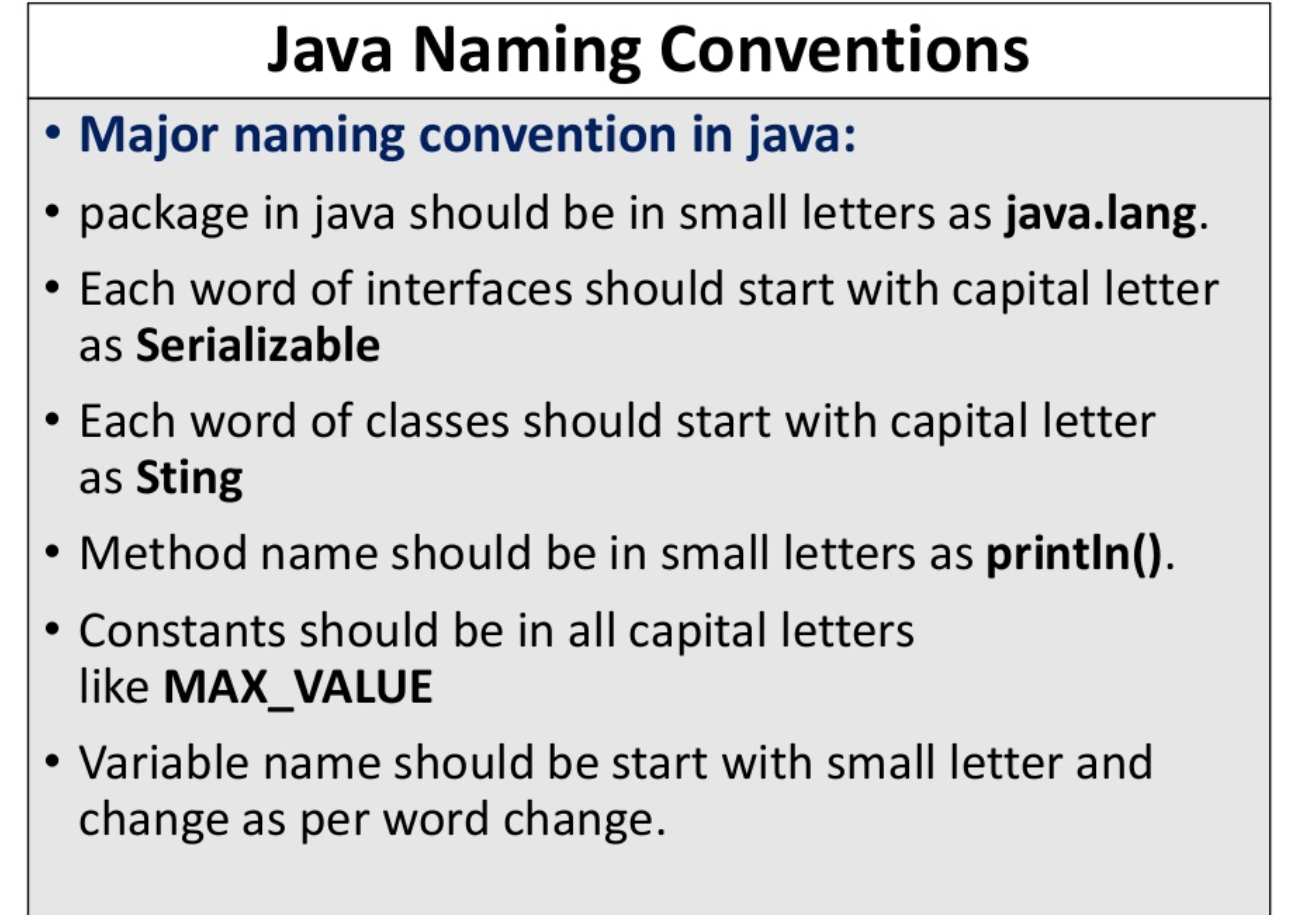 Java Naming Conventions
• Major naming convention in java:
• package in java should be in small letters as java.lang.
• Each word of interfaces should start with capital letter
as Serializable
• Each word of classes should start with capital letter
as Sting
• Method name should be in small letters as println().
• Constants should be in all capital letters
like MAX_VALUE
• Variable name should be start with small letter and
change as per word change.